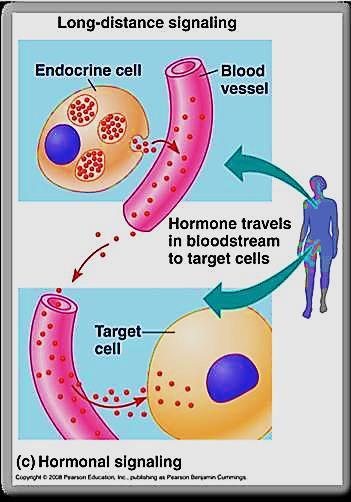 Long-distance signaling
Endocrine cell
Blood
vessel
Hormone travels
in bloodstream
to target cells
Target
cell
(c) Hormonal signaling
Copyright © 2008 Pearson Education, Inc., publishing as Pearson Benjamin Cummings.